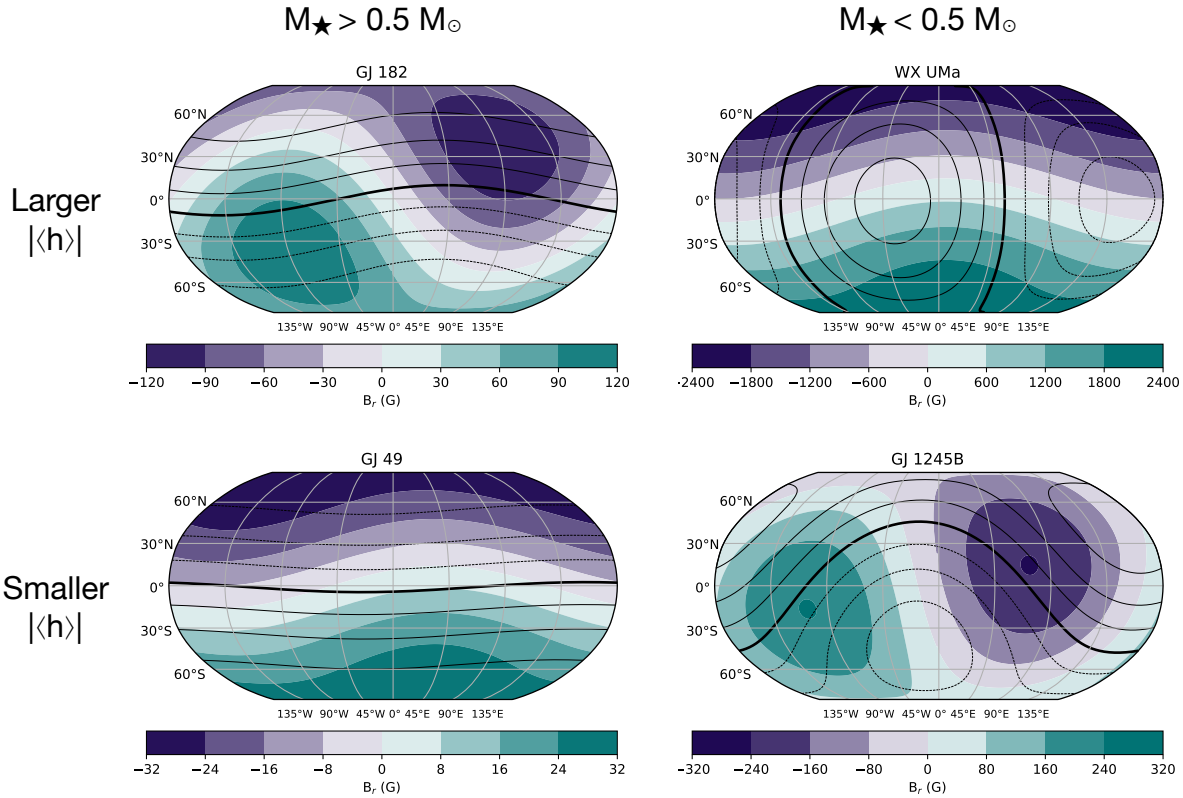 M★ > 0.5 M⊙
M★ < 0.5 M⊙
Larger
|⟨h⟩|
Smaller
|⟨h⟩|
GJ 182
60°N
30°N
0°
30°S
60°S
135°W 90°W 45°W 0° 45°E 90°E 135°E
−120 −90 −60 −30 0 30 60 90 120
B_r (G)
WX UMa
60°N
30°N
0°
30°S
60°S
135°W 90°W 45°W 0° 45°E 90°E 135°E
-2400 −1800 −1200 −600 0 600 1200 1800 2400
B_r (G)
GJ 49
60°N
30°N
0°
30°S
60°S
135°W 90°W 45°W 0° 45°E 90°E 135°E
−32 −24 −16 −8 0 8 16 24 32
B_r (G)
GJ 1245B
60°N
30°N
0°
30°S
60°S
135°W 90°W 45°W 0° 45°E 90°E 135°E
−320 −240 −160 −80 0 80 160 240 320
B_r (G)